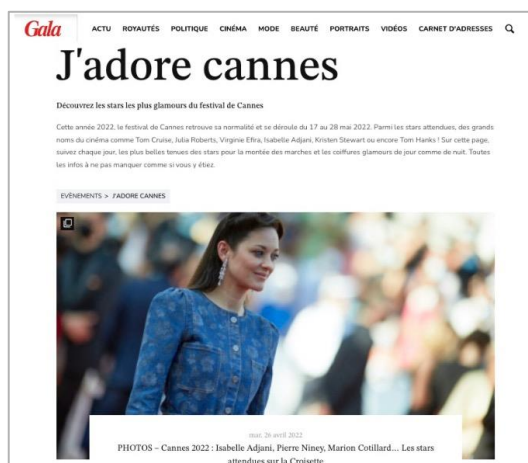 Gala ACTU ROYAUTÉS POLITIQUE CINÉMA MODE BEAUTÉ PORTRAITS VIDÉOS CARNET D'ADRESSES
J'adore cannes
Découvrez les stars les plus glamours du festival de Cannes
Cette année 2022, le festival de Cannes retrouve sa normalité et se déroule du 17 au 28 mai 2022. Parmi les stars attendues, des grands
noms du cinéma comme Tom Cruise, Julia Roberts, Virginie Efira, Isabelle Adjani, Kristen Stewart ou encore Tom Hanks ! Sur cette page,
suivez chaque jour, les plus belles tenues des stars pour la montée des marches et les coiffures glamours de jour comme de nuit. Toutes
les infos à ne pas manquer comme si vous y étiez.
EVÈNEMENTS > J'ADORE CANNES
mar. 26 avril 2022
PHOTOS – Cannes 2022 : Isabelle Adjani, Pierre Niney, Marion Cotillard... Les stars
attendues sur la Croisette